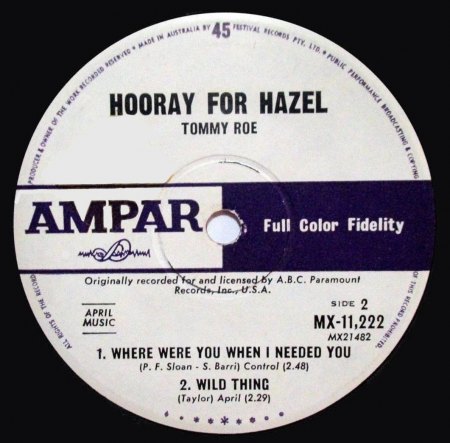 MADE IN AUSTRALIA BY 45 FESTIVAL RECORDS PTY. LTD.
PRODUCER & OWNER OF THE WORK RECORDED RESERVED
PUBLIC PERFORMANCE BROADCASTING & COPYING
HOORAY FOR HAZEL
TOMMY ROE
AMPAR
Full Color Fidelity
Originally recorded for and licensed by A.B.C. Paramount
Records, Inc., U.S.A.
APRIL
MUSIC
SIDE 2
MX-11,222
MX21482
1. WHERE WERE YOU WHEN I NEEDED YOU
(P. F. Sloan - S. Barri) Control (2.48)
2. WILD THING
(Taylor) April (2.29)
ALL RIGHTS OF THE RECORD
OF THIS RECORD PROHIBITED.